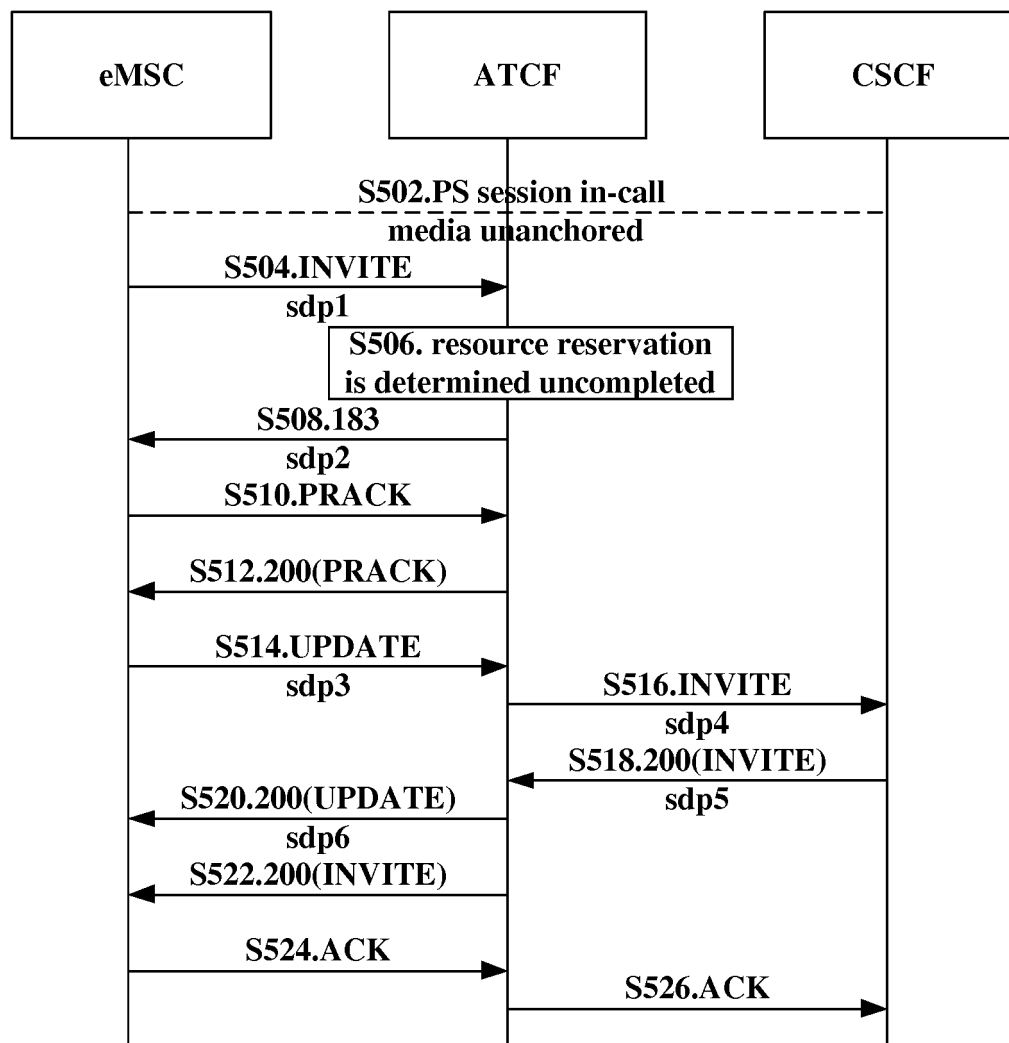 eMSC
ATCF
CSCF
S502.PS session in-call
media unanchored
S504.INVITE
sdp1
S506. resource reservation
is determined uncompleted
S508.183
sdp2
S510.PRACK
S512.200(PRACK)
S514.UPDATE
sdp3
S516.INVITE
sdp4
S518.200(INVITE)
sdp5
S520.200(UPDATE)
sdp6
S522.200(INVITE)
S524.ACK
S526.ACK